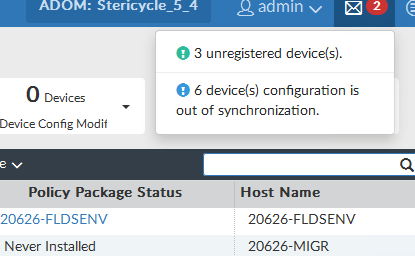 ADOM: Stericycle_5_4 admin 2
3 unregistered device(s).
6 device(s) configuration is
out of synchronization.
0 Devices
Device Config Modif
e
Policy Package Status Host Name
20626-FLDSENV 20626-FLDSENV
Never Installed 20626-MIGR